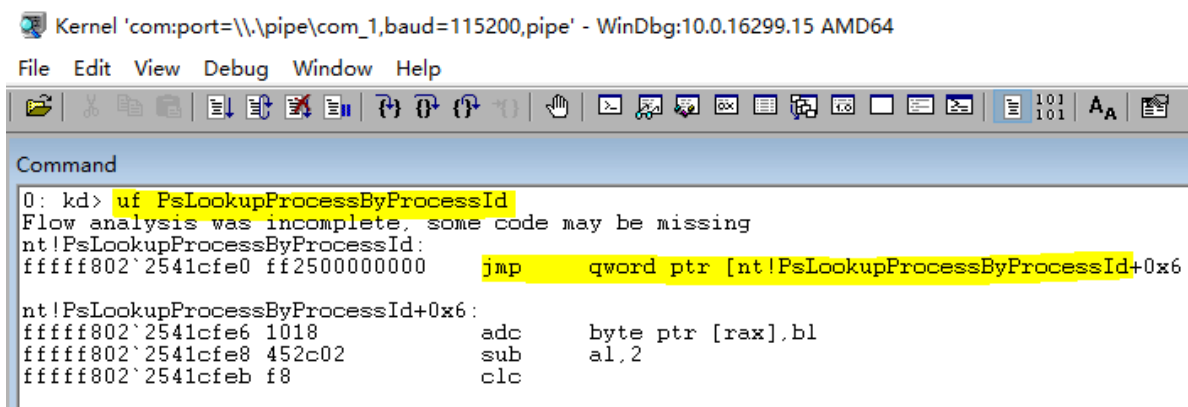 Kernel 'com:port=\\.\pipe\com_1,baud=115200,pipe' - WinDbg:10.0.16299.15 AMD64
File Edit View Debug Window Help
Command
0: kd> uf PsLookupProcessByProcessId
Flow analysis was incomplete, some code may be missing
nt!PsLookupProcessByProcessId:
fffff802`2541cfe0 ff2500000000 jmp qword ptr [nt!PsLookupProcessByProcessId+0x6
nt!PsLookupProcessByProcessId+0x6:
fffff802`2541cfe6 1018 adc byte ptr [rax],bl
fffff802`2541cfe8 452c02 sub al,2
fffff802`2541cfeb f8 clc